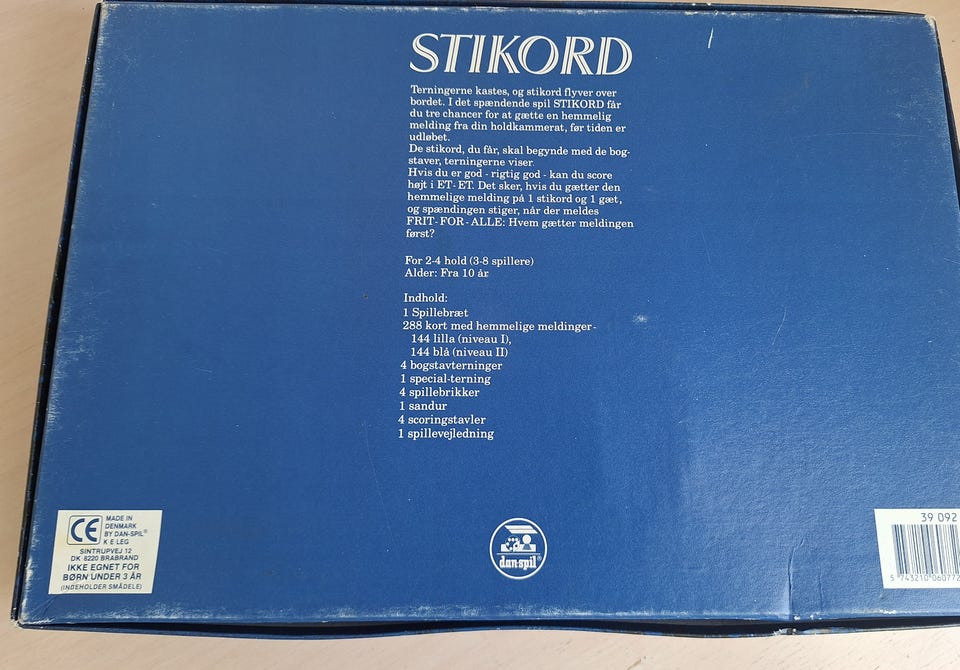 STIKORD
Terningerne kastes, og stikord flyver over
bordet. I det spændende spil STIKORD får
du tre chancer for at gætte en hemmelig
melding fra din holdkammerat, før tiden er
udløbet.
De stikord, du får, skal begynde med de bog-
staver, terningerne viser.
Hvis du er god - rigtig god - kan du score
højt i ET-ET. Det sker, hvis du gætter den
hemmelige melding på 1 stikord og 1 gæt,
og spændingen stiger, når der meldes
FRIT-FOR-ALLE: Hvem gætter meldingen
først?
For 2-4 hold (3-8 spillere)
Alder: Fra 10 år
Indhold:
1 Spillebræt
288 kort med hemmelige meldinger-
144 lilla (niveau I),
144 blå (niveau II)
4 bogstavterninger
1 special-terning
4 spillebrikker
1 sandur
4 scoringstavler
1 spillevejledning
CE
MADE IN
DENMARK
BY DAN-SPIL®
K·E·LEG
SINTRUPVEJ 12
DK 8220 BRABRAND
IKKE EGNET FOR
BØRN UNDER 3 ÅR
(INDEHOLDER SMÅDELE)
dan-spil®
39 092
5 743210 060772